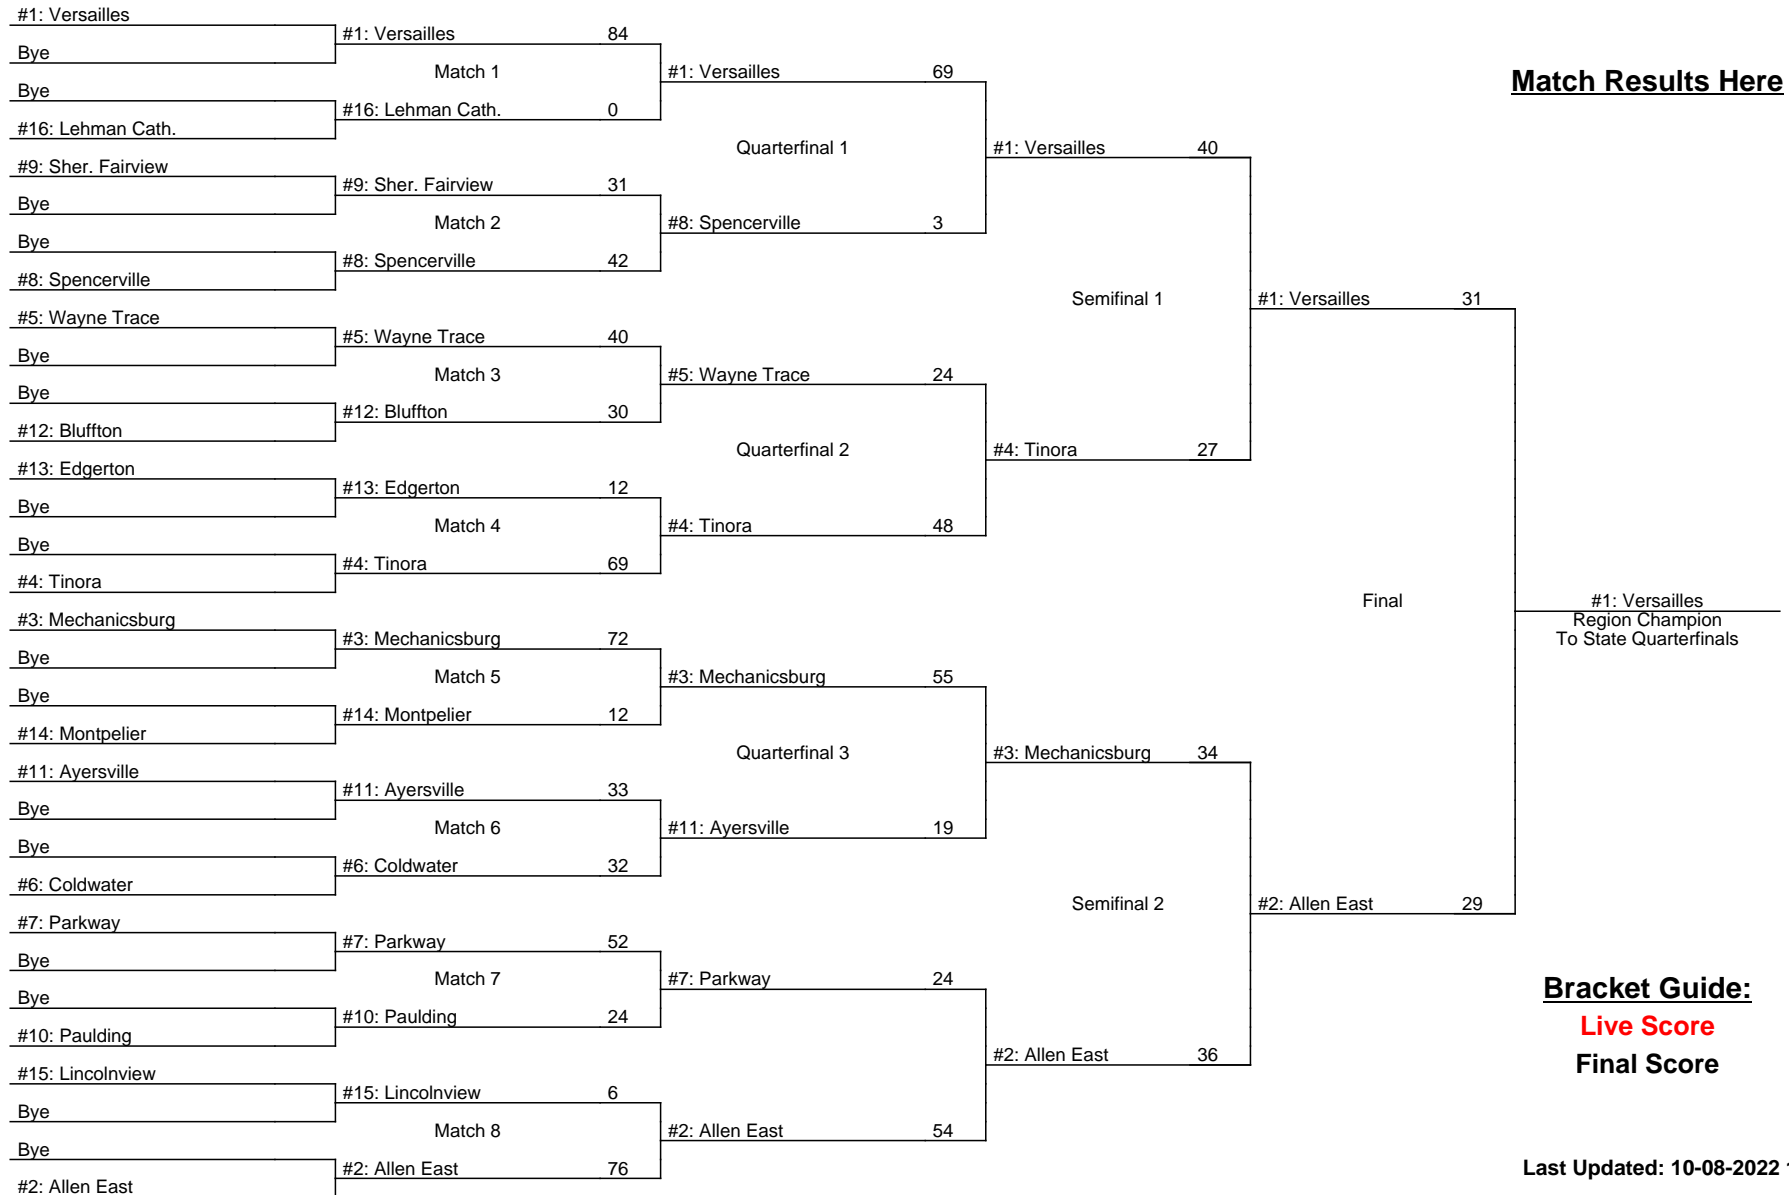 #1: Versailles
#1: Versailles 84
Bye
Match 1
#1: Versailles 69
Match Results Here
Bye
#16: Lehman Cath. 0
#16: Lehman Cath.
Quarterfinal 1
#1: Versailles 40
#9: Sher. Fairview
#9: Sher. Fairview 31
Bye
Match 2
#8: Spencerville 3
Bye
#8: Spencerville 42
#8: Spencerville
Semifinal 1
#1: Versailles 31
#5: Wayne Trace
#5: Wayne Trace 40
Bye
Match 3
#5: Wayne Trace 24
Bye
#12: Bluffton 30
#12: Bluffton
Quarterfinal 2
#4: Tinora 27
#13: Edgerton
#13: Edgerton 12
Bye
Match 4
#4: Tinora 48
Bye
#4: Tinora 69
#4: Tinora
Final
#1: Versailles
Region Champion
To State Quarterfinals
#3: Mechanicsburg
#3: Mechanicsburg 72
Bye
Match 5
#3: Mechanicsburg 55
Bye
#14: Montpelier 12
#14: Montpelier
Quarterfinal 3
#3: Mechanicsburg 34
#11: Ayersville
#11: Ayersville 33
Bye
Match 6
#11: Ayersville 19
Bye
#6: Coldwater 32
#6: Coldwater
Semifinal 2
#2: Allen East 29
#7: Parkway
#7: Parkway 52
Bye
Match 7
#7: Parkway 24
Bye
#10: Paulding 24
#10: Paulding
#2: Allen East 36
Bracket Guide:
Live Score
Final Score
#15: Lincolnview
#15: Lincolnview 6
Bye
Match 8
#2: Allen East 54
Bye
#2: Allen East 76
#2: Allen East
Last Updated: 10-08-2022